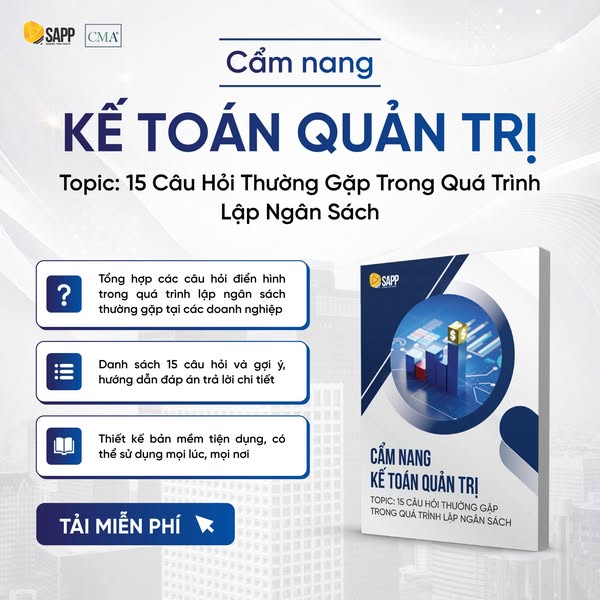 SAPP
CMA
Cẩm nang
KẾ TOÁN QUẢN TRỊ
Topic: 15 Câu Hỏi Thường Gặp Trong Quá Trình
Lập Ngân Sách
?
Tổng hợp các câu hỏi điển hình
trong quá trình lập ngân sách
thường gặp tại các doanh nghiệp
Danh sách 15 câu hỏi và gợi ý,
hướng dẫn đáp án trả lời chi tiết
Thiết kế bản mềm tiện dụng, có
thể sử dụng mọi lúc, mọi nơi
TẢI MIỄN PHÍ
SAPP
$ $
CẨM NANG
KẾ TOÁN QUẢN TRỊ
TOPIC: 15 CÂU HỎI THƯỜNG GẶP
TRONG QUÁ TRÌNH LẬP NGÂN SÁCH